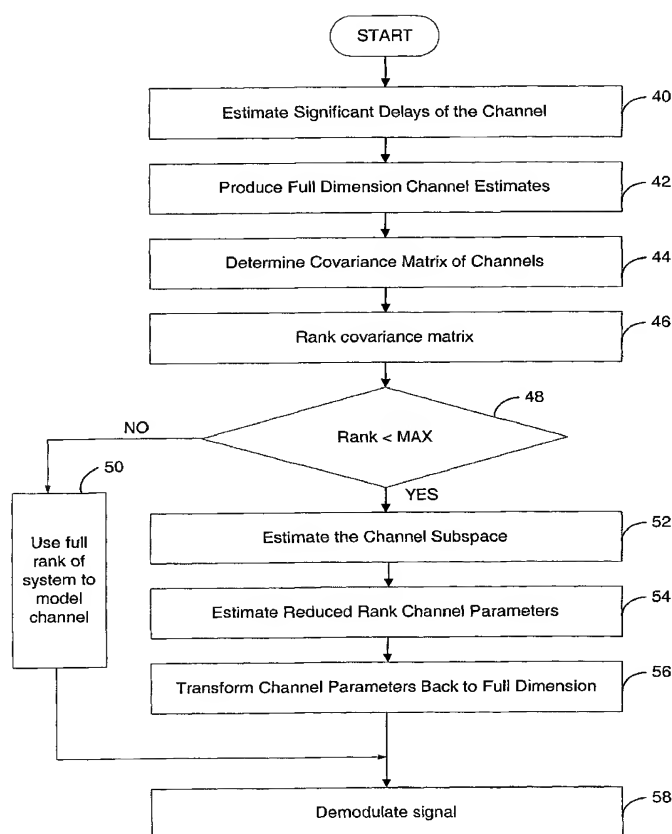 START
Estimate Significant Delays of the Channel
40
Produce Full Dimension Channel Estimates
42
Determine Covariance Matrix of Channels
44
Rank covariance matrix
46
Rank < MAX
48
NO
YES
50
Use full
rank of
system to
model
channel
Estimate the Channel Subspace
52
Estimate Reduced Rank Channel Parameters
54
Transform Channel Parameters Back to Full Dimension
56
Demodulate signal
58